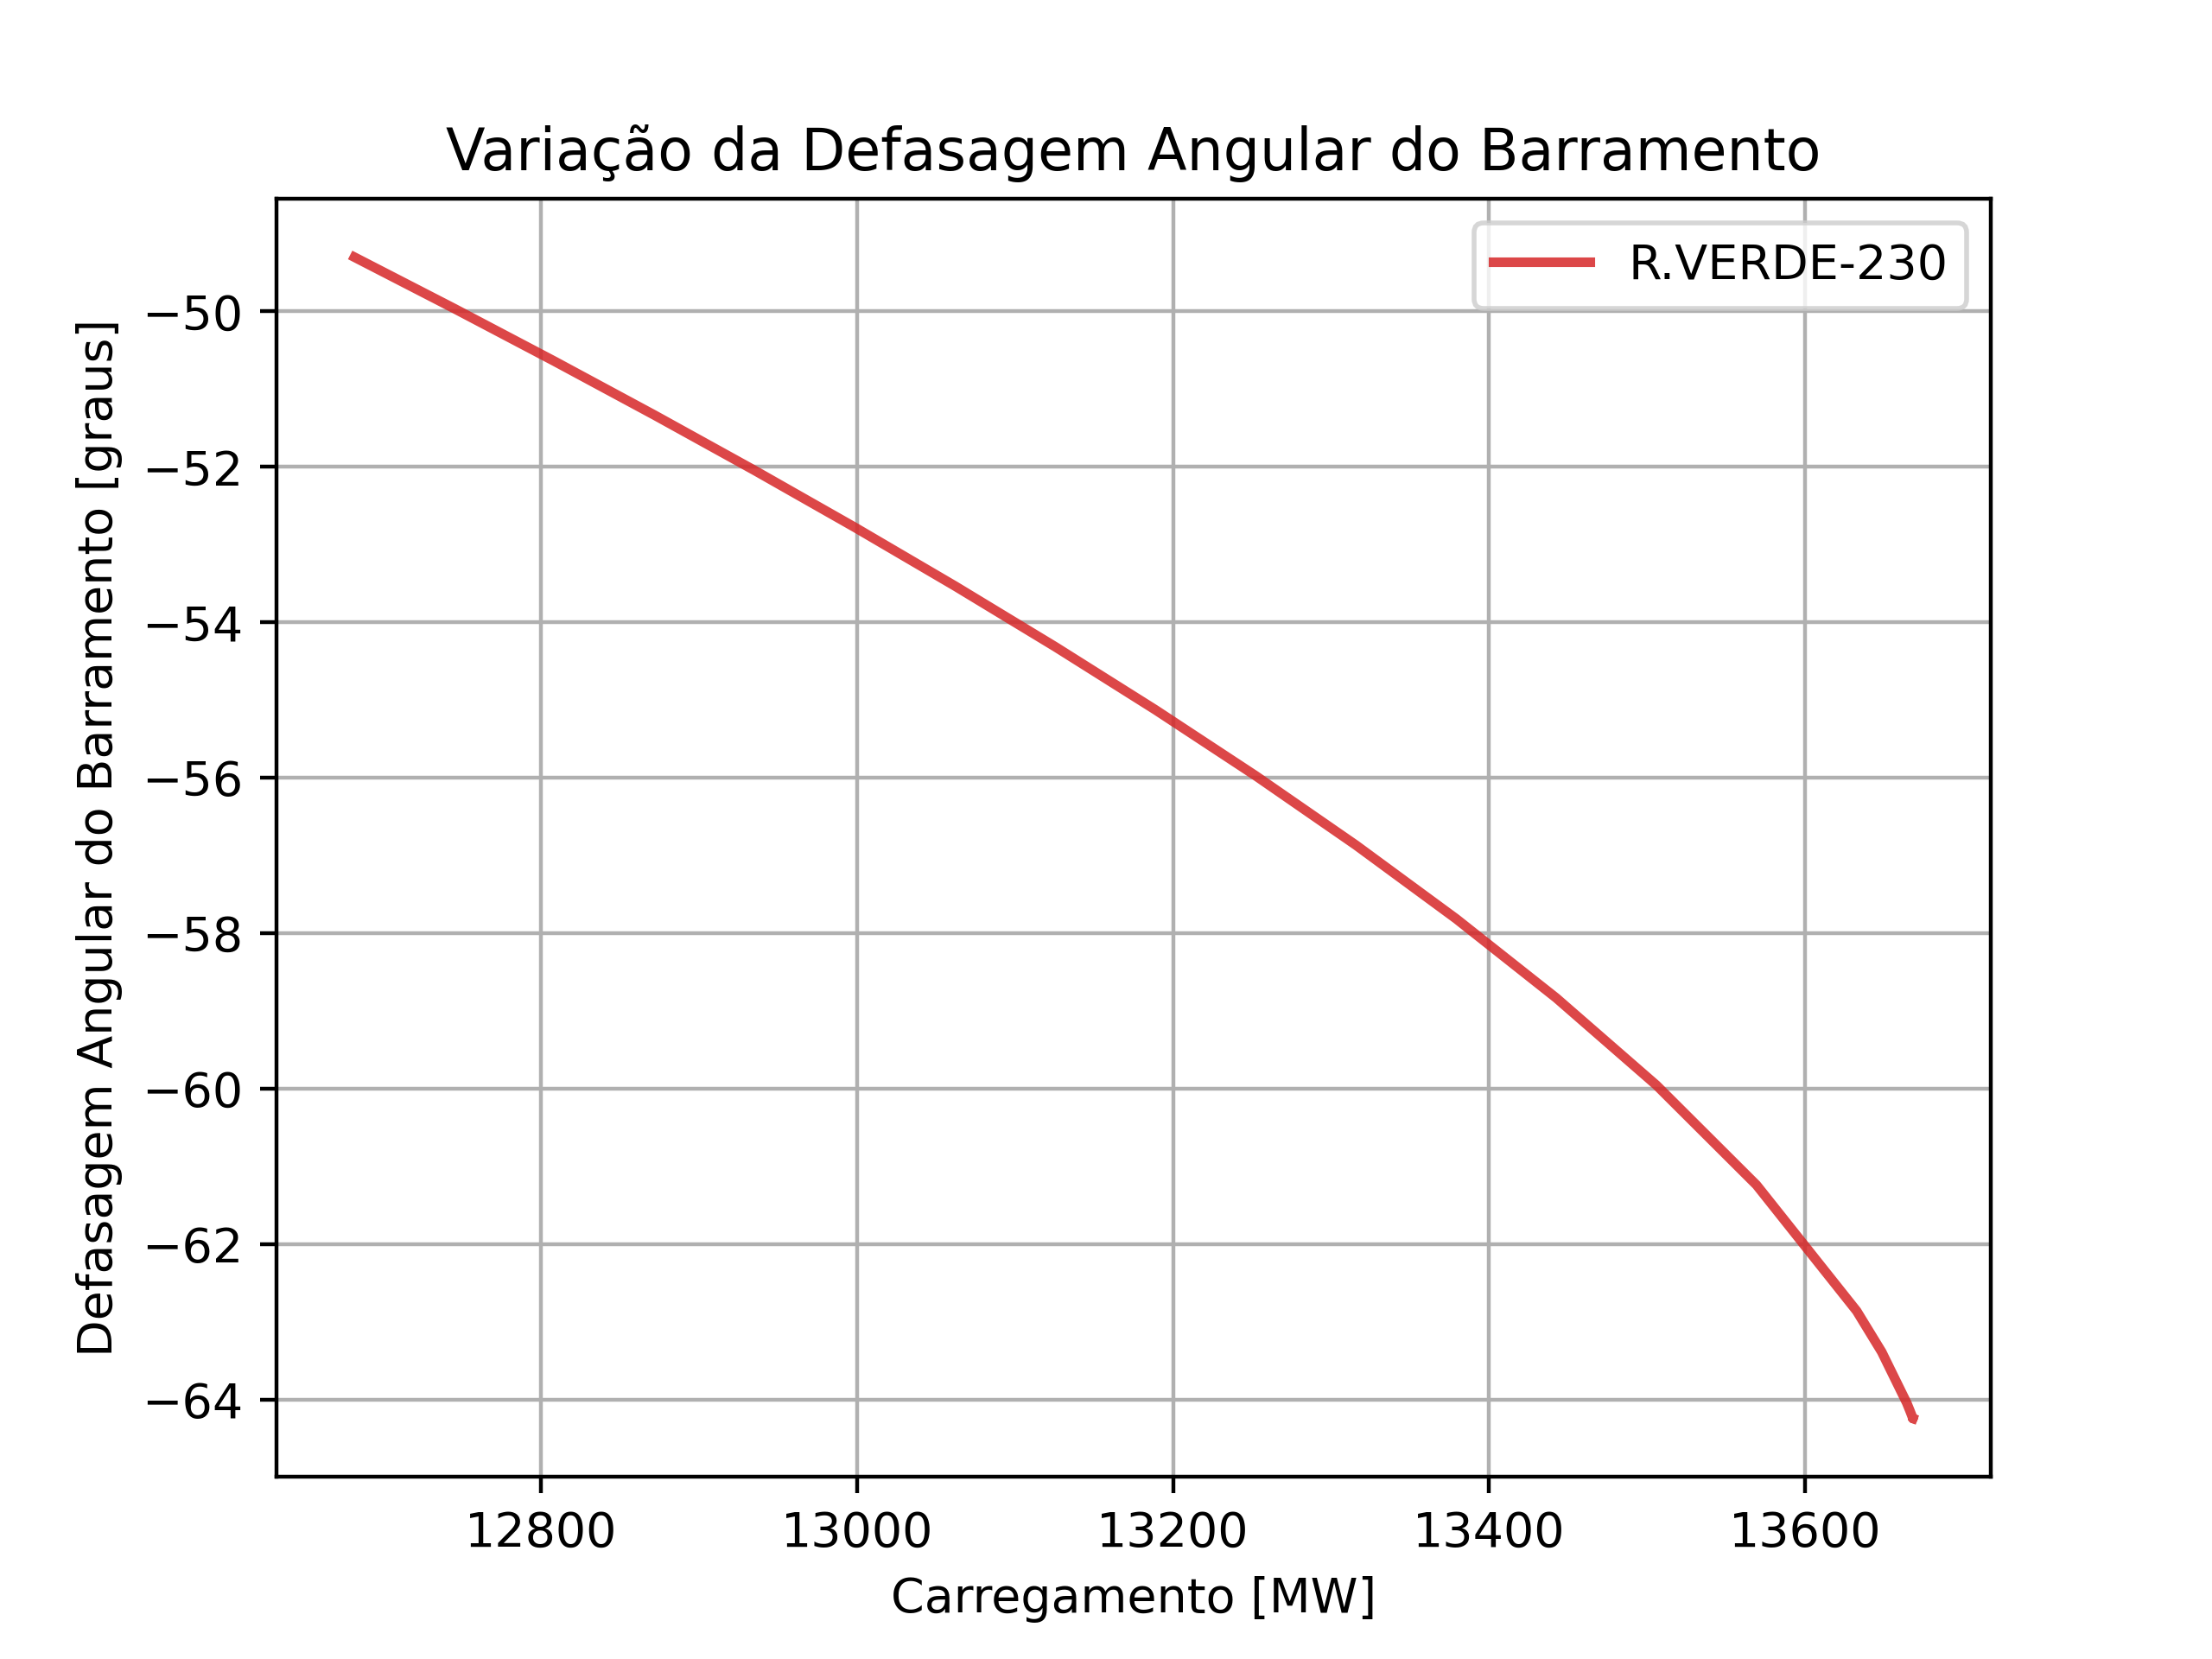 Variação da Defasagem Angular do Barramento
R.VERDE-230
Defasagem Angular do Barramento [graus]
−50
−52
−54
−56
−58
−60
−62
−64
12800 13000 13200 13400 13600
Carregamento [MW]